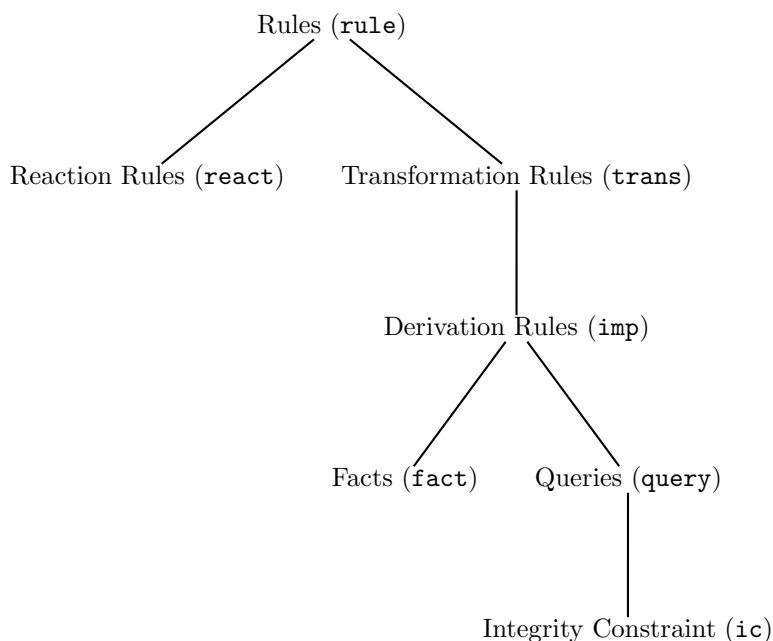 Rules (rule)
Reaction Rules (react)
Transformation Rules (trans)
Derivation Rules (imp)
Facts (fact)
Queries (query)
Integrity Constraint (ic)